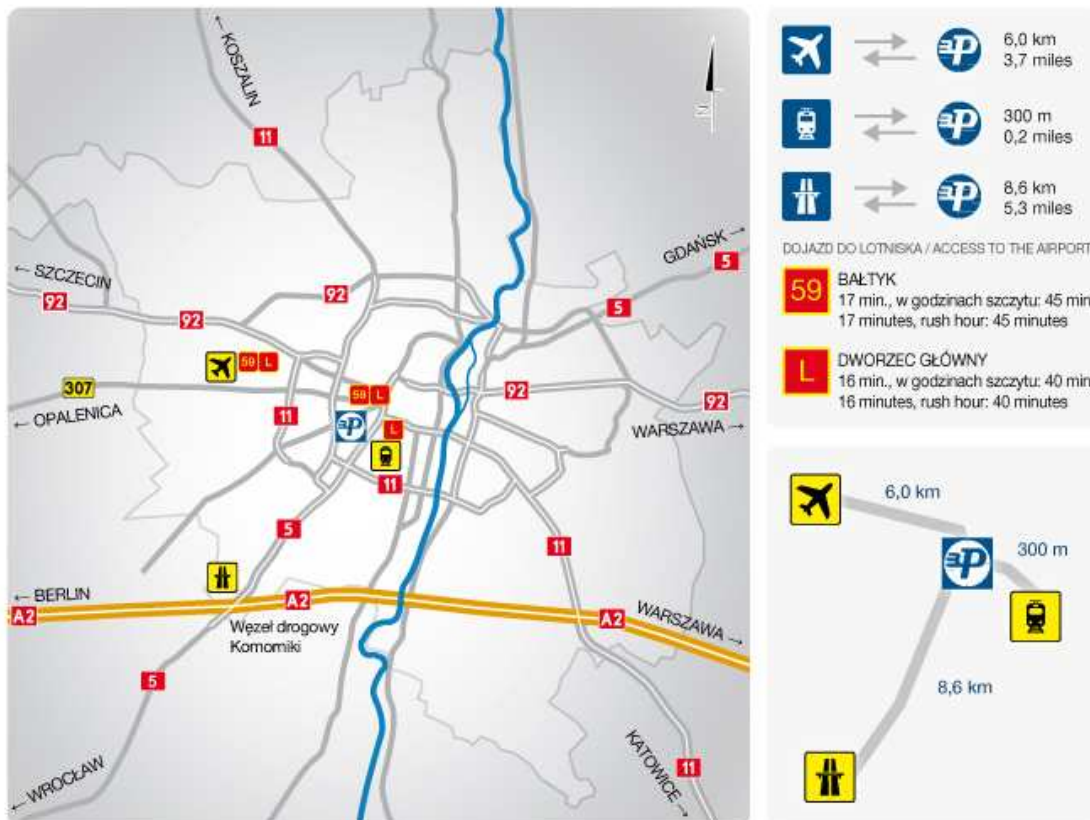 ← KOSZALIN
11
GDAŃSK →
5
← SZCZECIN
92
92
92
5
59 L
307
← OPALENICA
59 L
92
92
11
L
WARSZAWA →
11
5
11
← BERLIN
A2
A2
A2
WARSZAWA →
Węzeł drogowy
Komorniki
5
← WROCŁAW
KATOWICE →
11
N
P
6,0 km
3,7 miles
P
300 m
0,2 miles
P
8,6 km
5,3 miles
DOJAZD DO LOTNISKA / ACCESS TO THE AIRPORT
59
BAŁTYK
17 min., w godzinach szczytu: 45 min
17 minutes, rush hour: 45 minutes
L
DWORZEC GŁÓWNY
16 min., w godzinach szczytu: 40 min
16 minutes, rush hour: 40 minutes
6,0 km
P
300 m
8,6 km